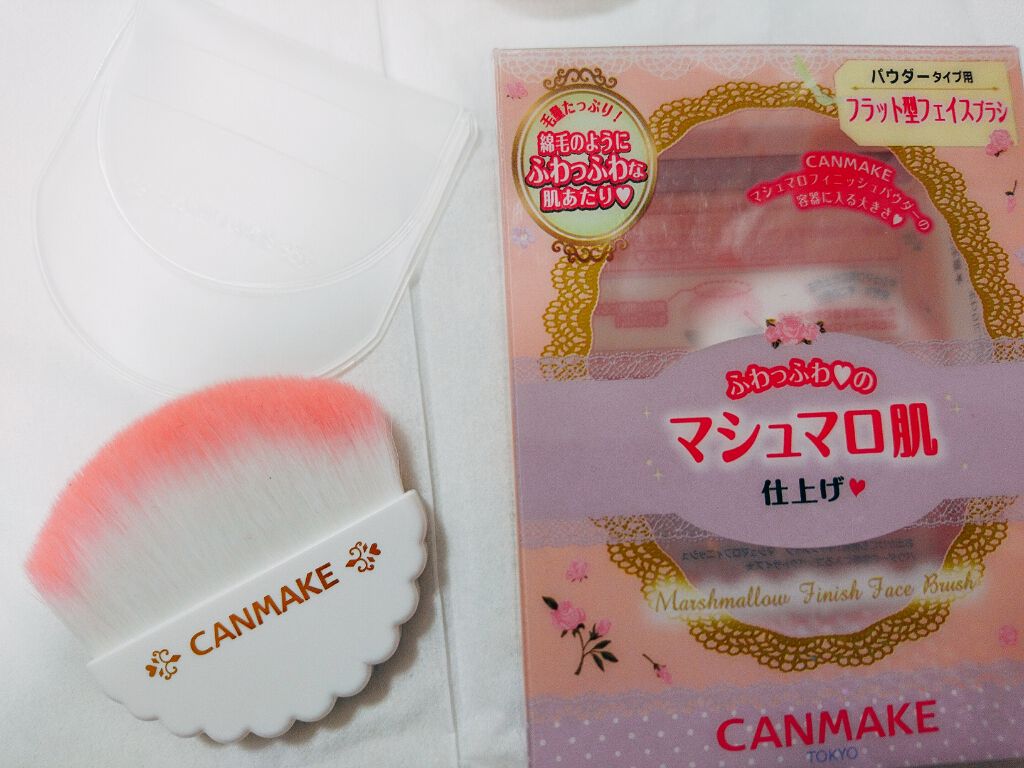 毛量たっぷり!
綿毛のように
ふわっふわな
肌あたり♥
パウダータイプ用
フラット型フェイスブラシ
CANMAKE
マシュマロフィニッシュパウダーの
容器に入る大きさ♥
ふわっふわ♥の
マシュマロ肌
仕上げ♥
Marshmallow Finish Face Brush
CANMAKE
TOKYO
CANMAKE